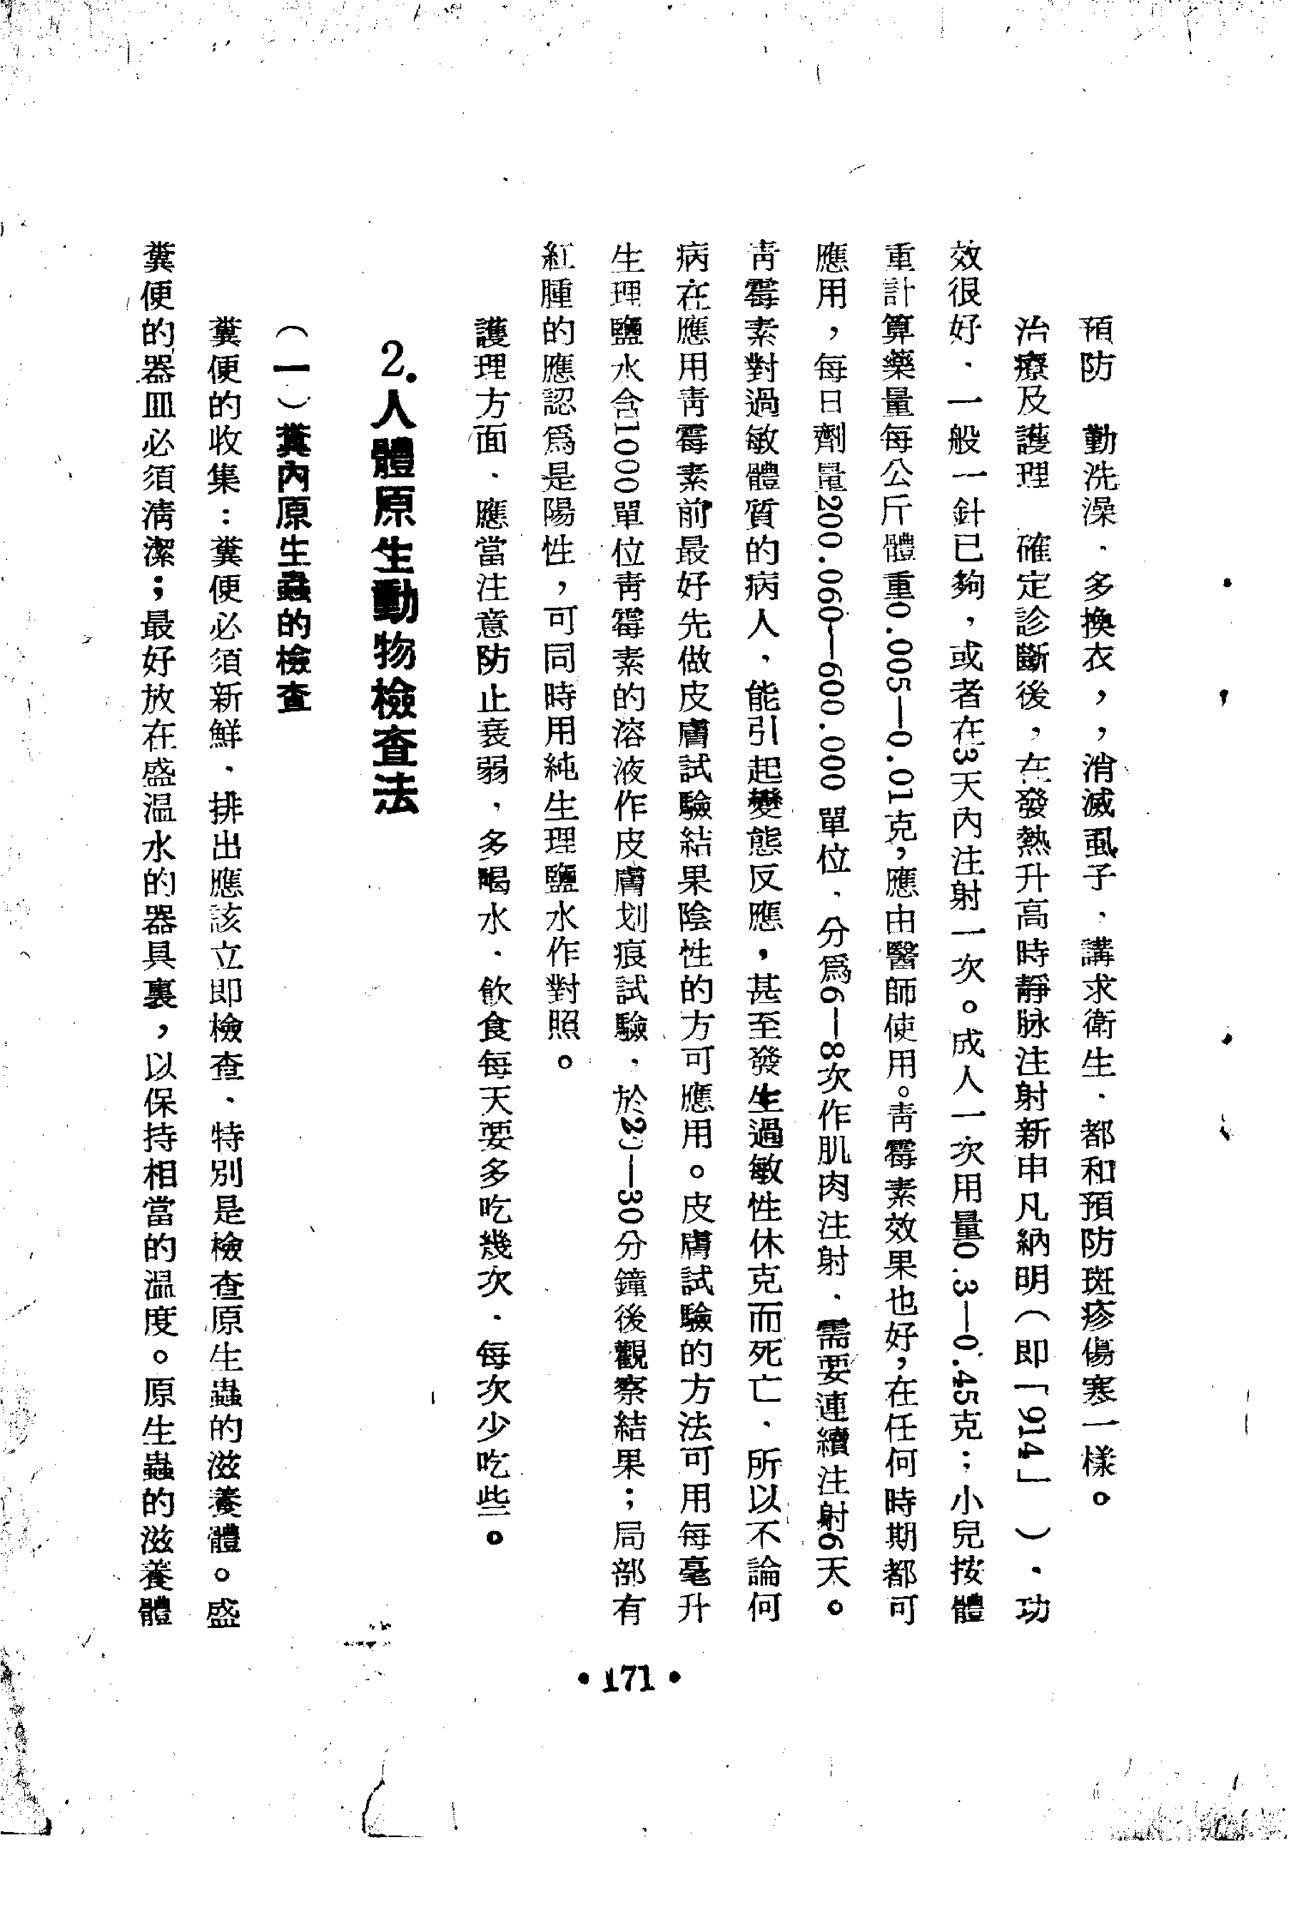 預防　勤洗澡．多換衣，，消滅虱子．講求衛生．都和預防斑疹傷寒一樣。
治療及護理　確定診斷後，在發熱升高時靜脉注射新申凡納明（即「914」）．功
效很好．一般一針已夠，或者在3天內注射一次。成人一次用量0.3—0.45克；小兒按體
重計算藥量每公斤體重0.005—0.01克，應由醫師使用。靑霉素效果也好，在任何時期都可
應用，每日劑量200.060—600.000單位．分爲6—8次作肌肉注射．需要連續注射6天。
靑霉素對過敏體質的病人．能引起變態反應，甚至發生過敏性休克而死亡．所以不論何
病在應用靑霉素前最好先做皮膚試驗結果陰性的方可應用。皮膚試驗的方法可用每毫升
生理鹽水含1000單位靑霉素的溶液作皮膚划痕試驗．於20—30分鐘後觀察結果；局部有
紅腫的應認爲是陽性，可同時用純生理鹽水作對照。
護理方面．應當注意防止衰弱．多喝水．飲食每天要多吃幾次．每次少吃些。
2.人體原生動物檢查法
（一）糞內原生蟲的檢查
糞便的收集：糞便必須新鮮．排出應該立即檢查．特別是檢查原生蟲的滋養體。盛
糞便的器皿必須清潔；最好放在盛温水的器具裏，以保持相當的温度。原生蟲的滋養體
•171•